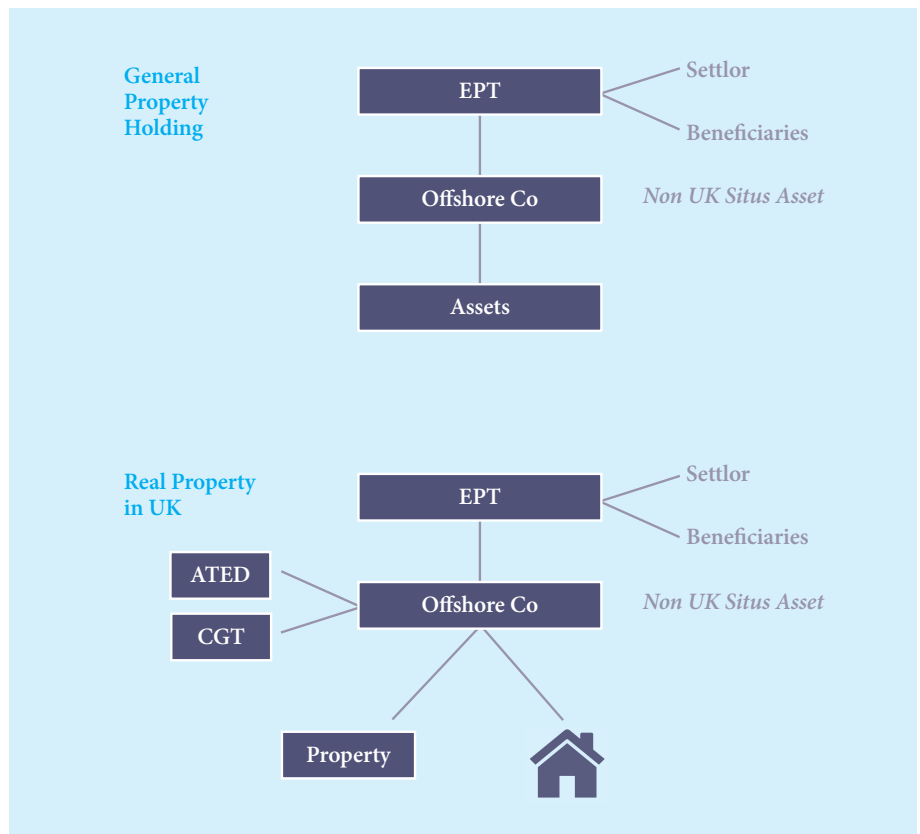 General
Property
Holding
EPT
Settlor
Beneficiaries
Offshore Co
Non UK Situs Asset
Assets
Real Property
in UK
EPT
Settlor
Beneficiaries
ATED
CGT
Offshore Co
Non UK Situs Asset
Property